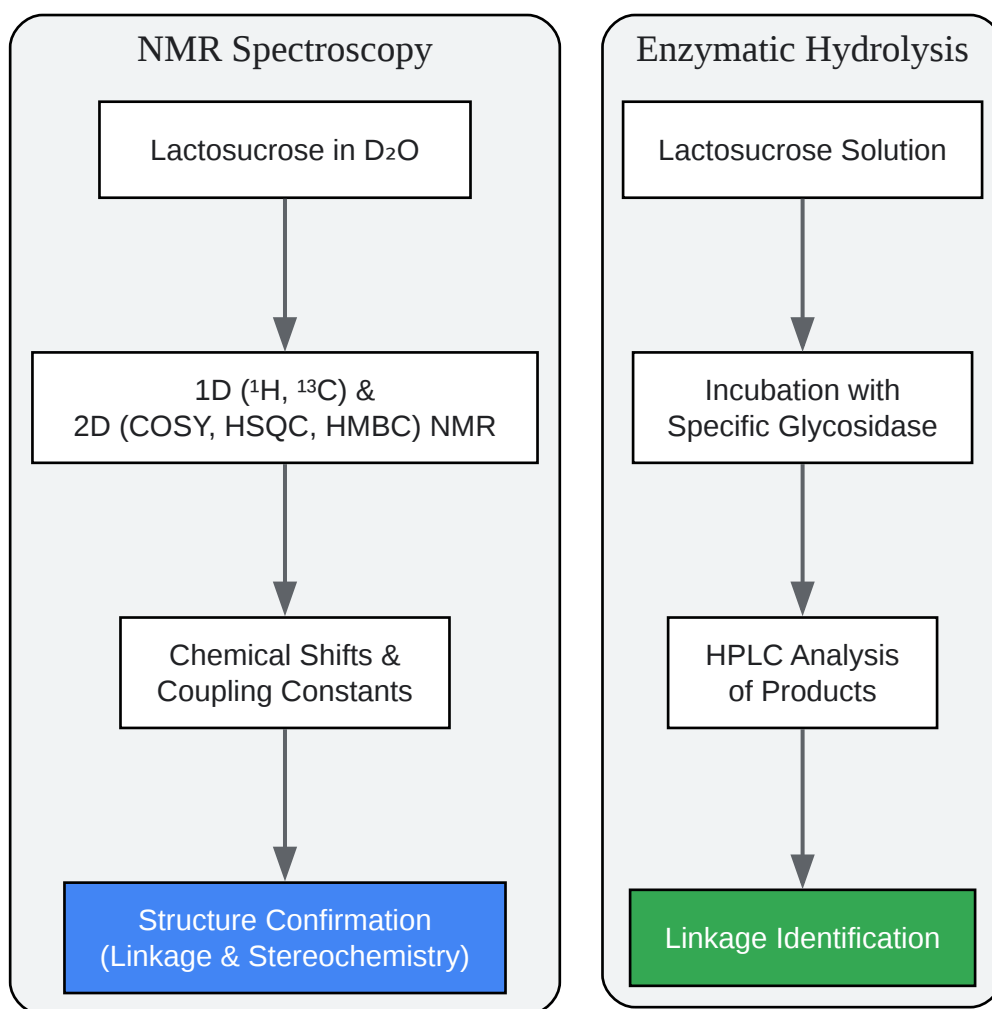 NMR Spectroscopy
Lactosucrose in D₂O
1D (¹H, ¹³C) &
2D (COSY, HSQC, HMBC) NMR
Chemical Shifts &
Coupling Constants
Structure Confirmation
(Linkage & Stereochemistry)
Enzymatic Hydrolysis
Lactosucrose Solution
Incubation with
Specific Glycosidase
HPLC Analysis
of Products
Linkage Identification